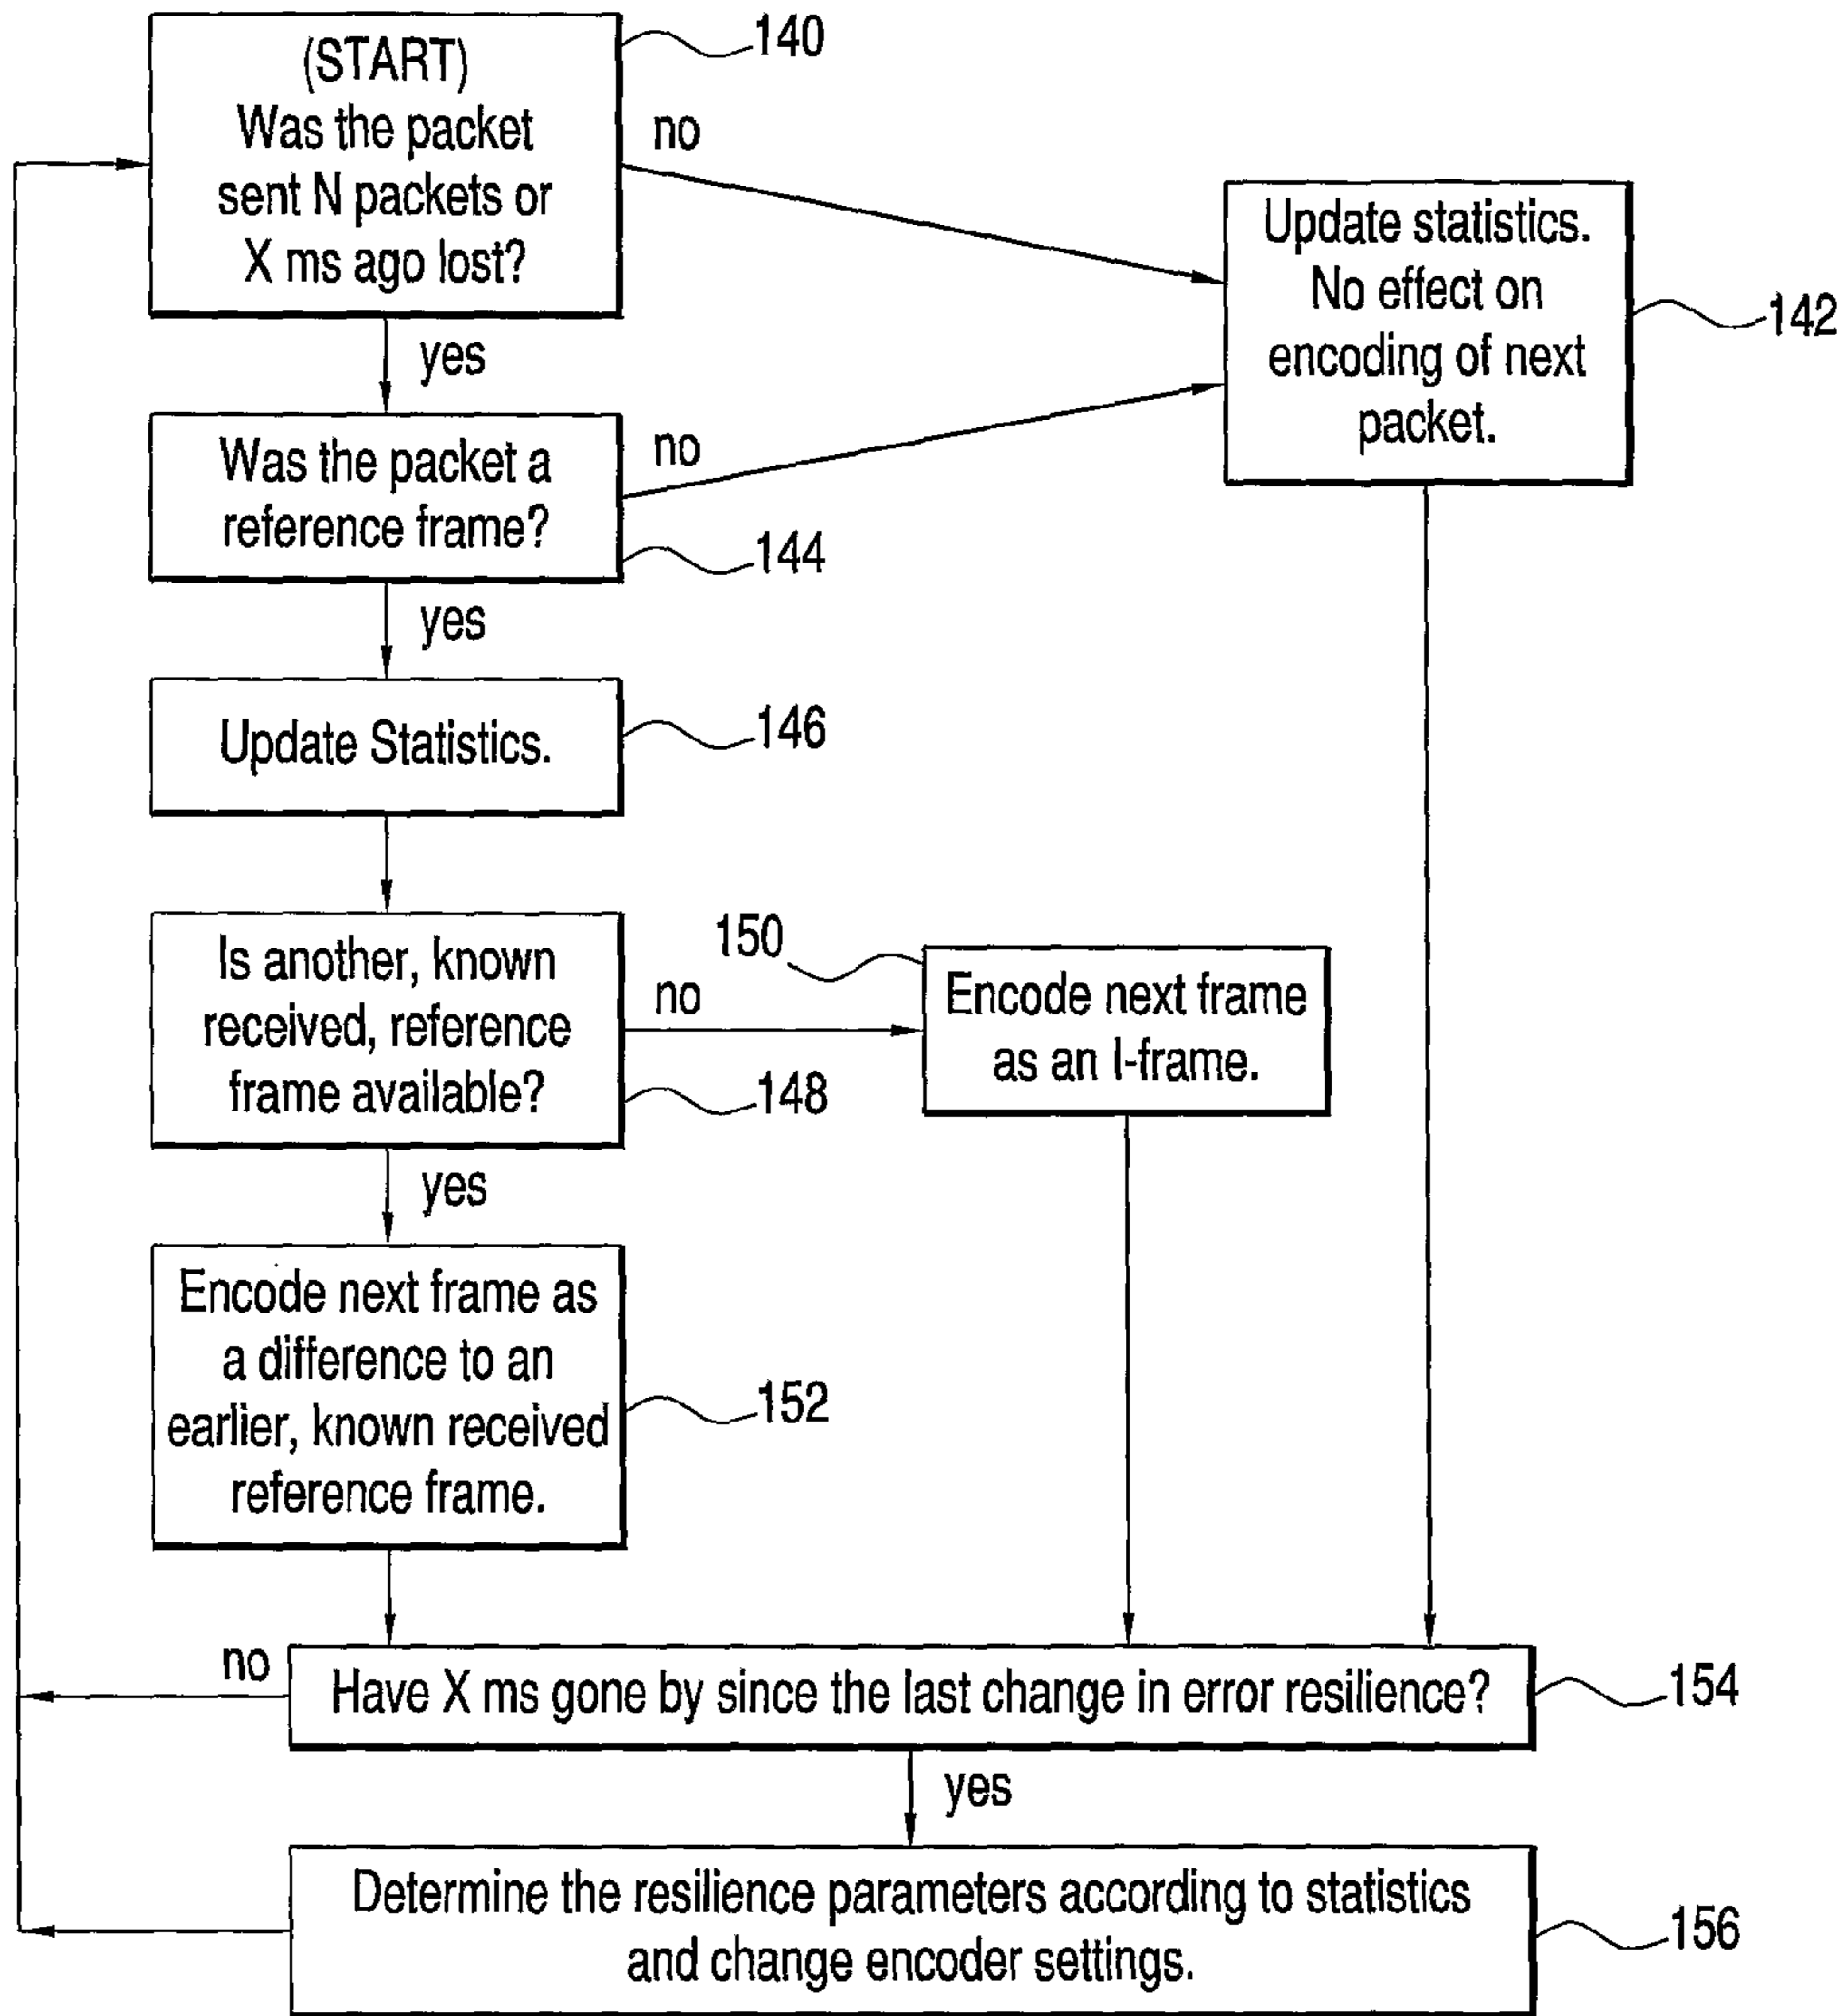 (START)
Was the packet
sent N packets or
X ms ago lost?
140
no
yes
Update statistics.
No effect on
encoding of next
packet.
142
Was the packet a
reference frame?
144
no
yes
Update Statistics.
146
Is another, known
received, reference
frame available?
148
no
yes
150
Encode next frame
as an I-frame.
Encode next frame as
a difference to an
earlier, known received
reference frame.
152
no
Have X ms gone by since the last change in error resilience?
154
yes
Determine the resilience parameters according to statistics
and change encoder settings.
156